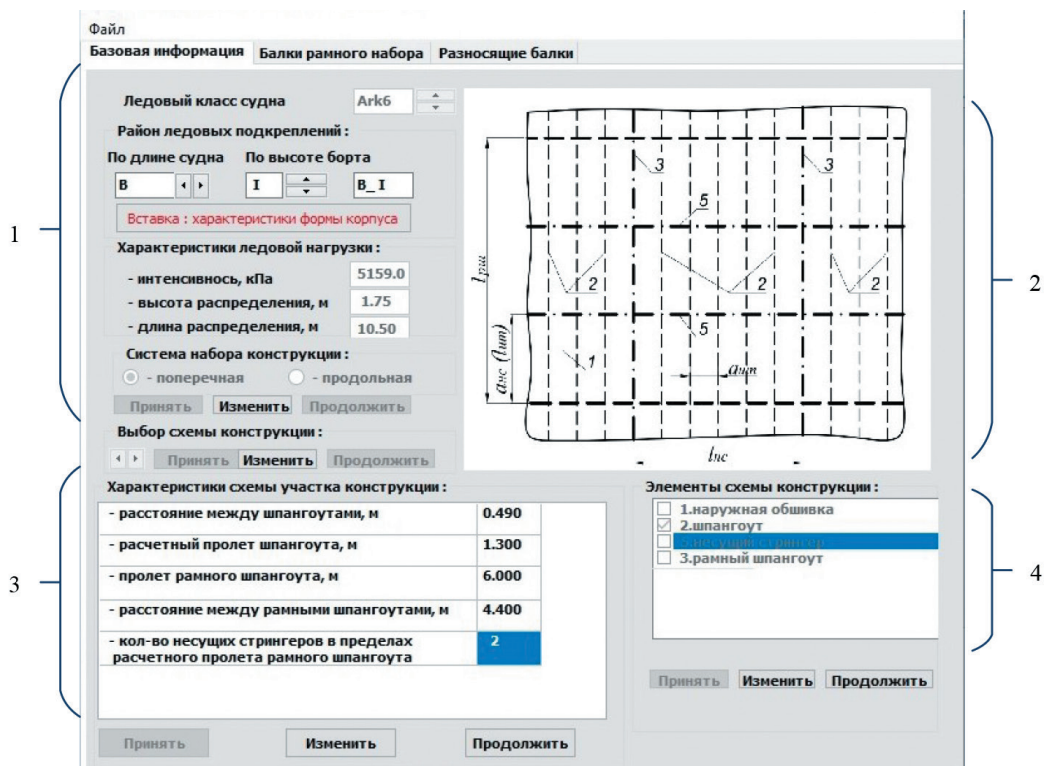 Файл
Базовая информация Балки рамного набора Разносящие балки
Ледовый класс судна Ark6
Район ледовых подкреплений :
По длине судна По высоте борта
B I B_I
Вставка : характеристики формы корпуса
Характеристики ледовой нагрузки :
- интенсивнось, кПа 5159.0
- высота распределения, м 1.75
- длина распределения, м 10.50
Система набора конструкции :
- поперечная - продольная
Принять Изменить Продолжить
Выбор схемы конструкции :
Принять Изменить Продолжить
1
3 3
5
lрш
2 2 2
5
aнс (lшп)
1
aшп
lпс
2
Характеристики схемы участка конструкции :
- расстояние между шпангоутами, м 0.490
- расчетный пролет шпангоута, м 1.300
- пролет рамного шпангоута, м 6.000
- расстояние между рамными шпангоутами, м 4.400
- кол-во несущих стрингеров в пределах 2
расчетного пролета рамного шпангоута
3
Принять Изменить Продолжить
Элементы схемы конструкции :
1.наружная обшивка
2.шпангоут
5.несущий стрингер
3.рамный шпангоут
4
Принять Изменить Продолжить